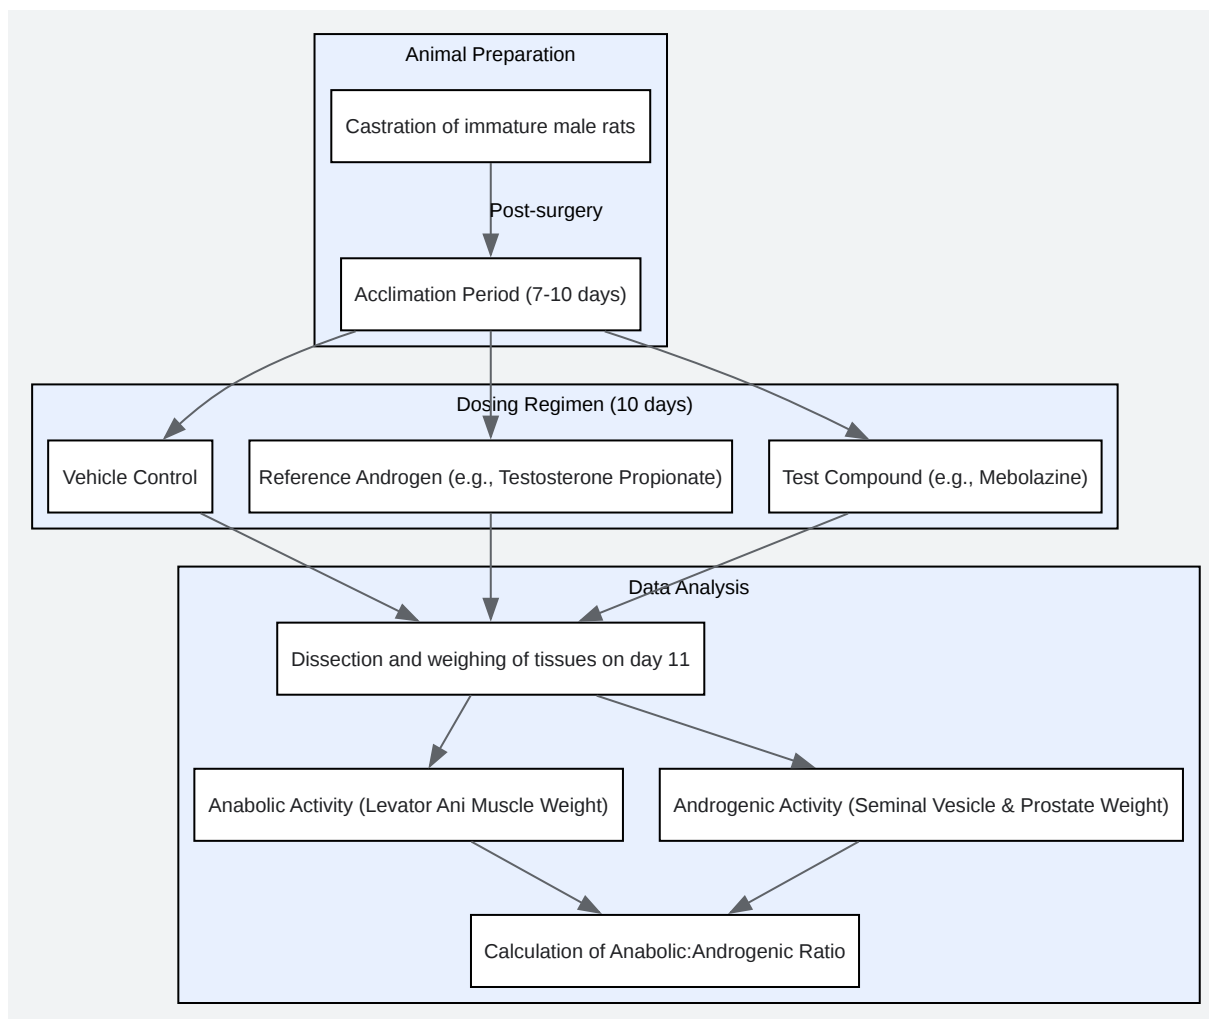 Animal Preparation
Castration of immature male rats
Post-surgery
Acclimation Period (7-10 days)
Dosing Regimen (10 days)
Vehicle Control
Reference Androgen (e.g., Testosterone Propionate)
Test Compound (e.g., Mebolazine)
Data Analysis
Dissection and weighing of tissues on day 11
Anabolic Activity (Levator Ani Muscle Weight)
Androgenic Activity (Seminal Vesicle & Prostate Weight)
Calculation of Anabolic:Androgenic Ratio